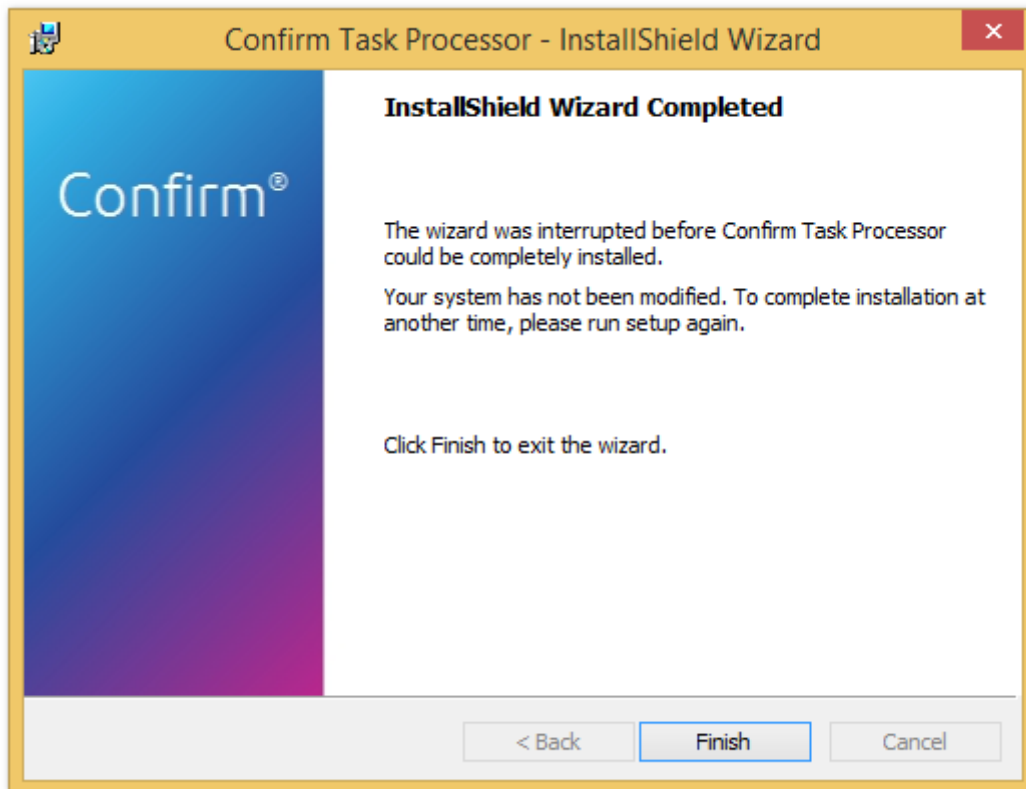 Confirm Task Processor - InstallShield Wizard
InstallShield Wizard Completed
Confirm®
The wizard was interrupted before Confirm Task Processor
could be completely installed.
Your system has not been modified. To complete installation at
another time, please run setup again.
Click Finish to exit the wizard.
< Back
Finish
Cancel